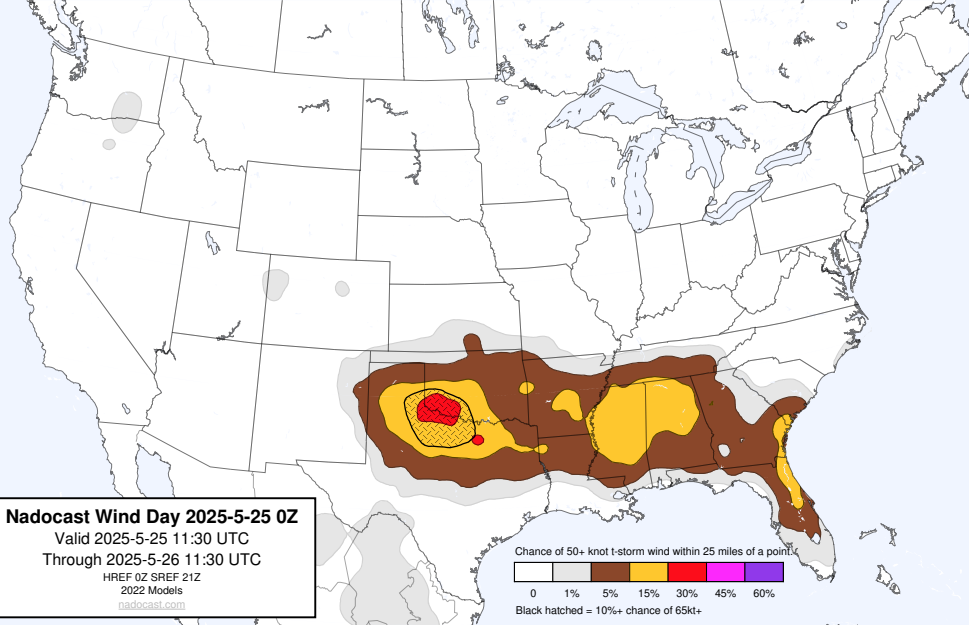 Nadocast Wind Day 2025-5-25 0Z
Valid 2025-5-25 11:30 UTC
Through 2025-5-26 11:30 UTC
HREF 0Z SREF 21Z
2022 Models
nadocast.com
Chance of 50+ knot t-storm wind within 25 miles of a point.
0 1% 5% 15% 30% 45% 60%
Black hatched = 10%+ chance of 65kt+